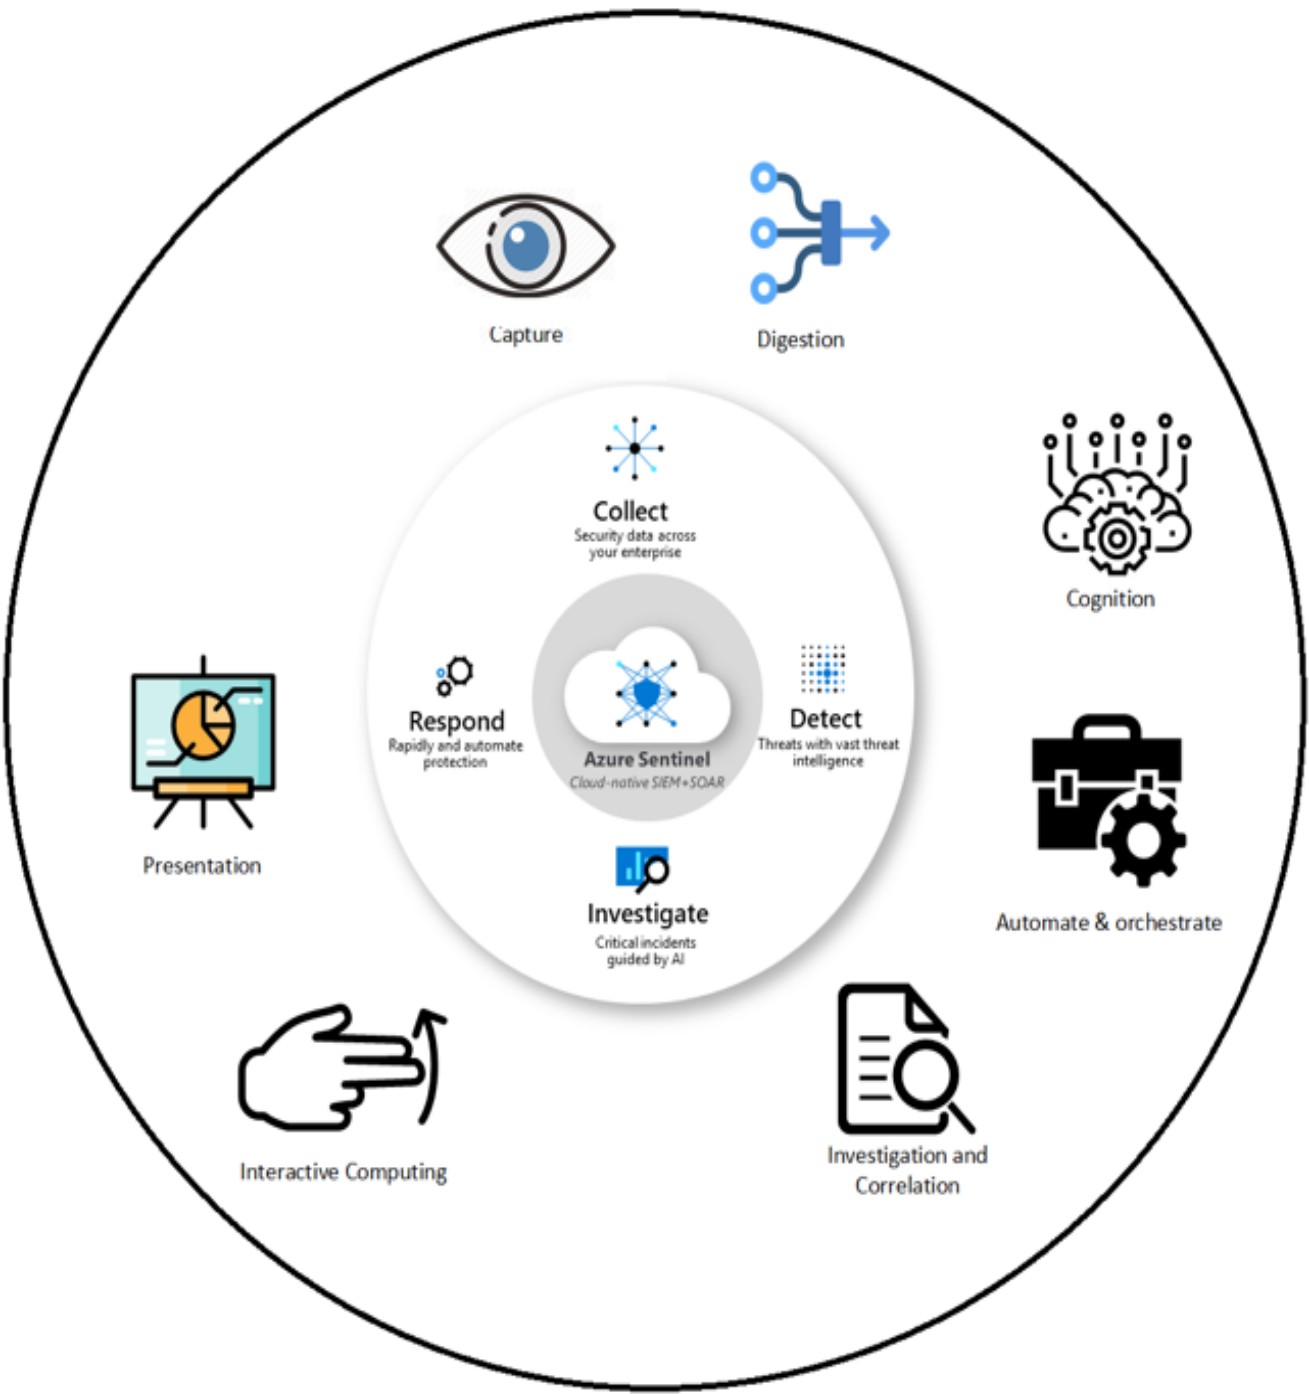 Capture
Digestion
Collect
Security data across
your enterprise
Cognition
Respond
Rapidly and automate
protection
Azure Sentinel
Cloud-native SIEM+SOAR
Detect
Threats with vast threat
intelligence
Presentation
Investigate
Critical incidents
guided by AI
Automate & orchestrate
Interactive Computing
Investigation and
Correlation